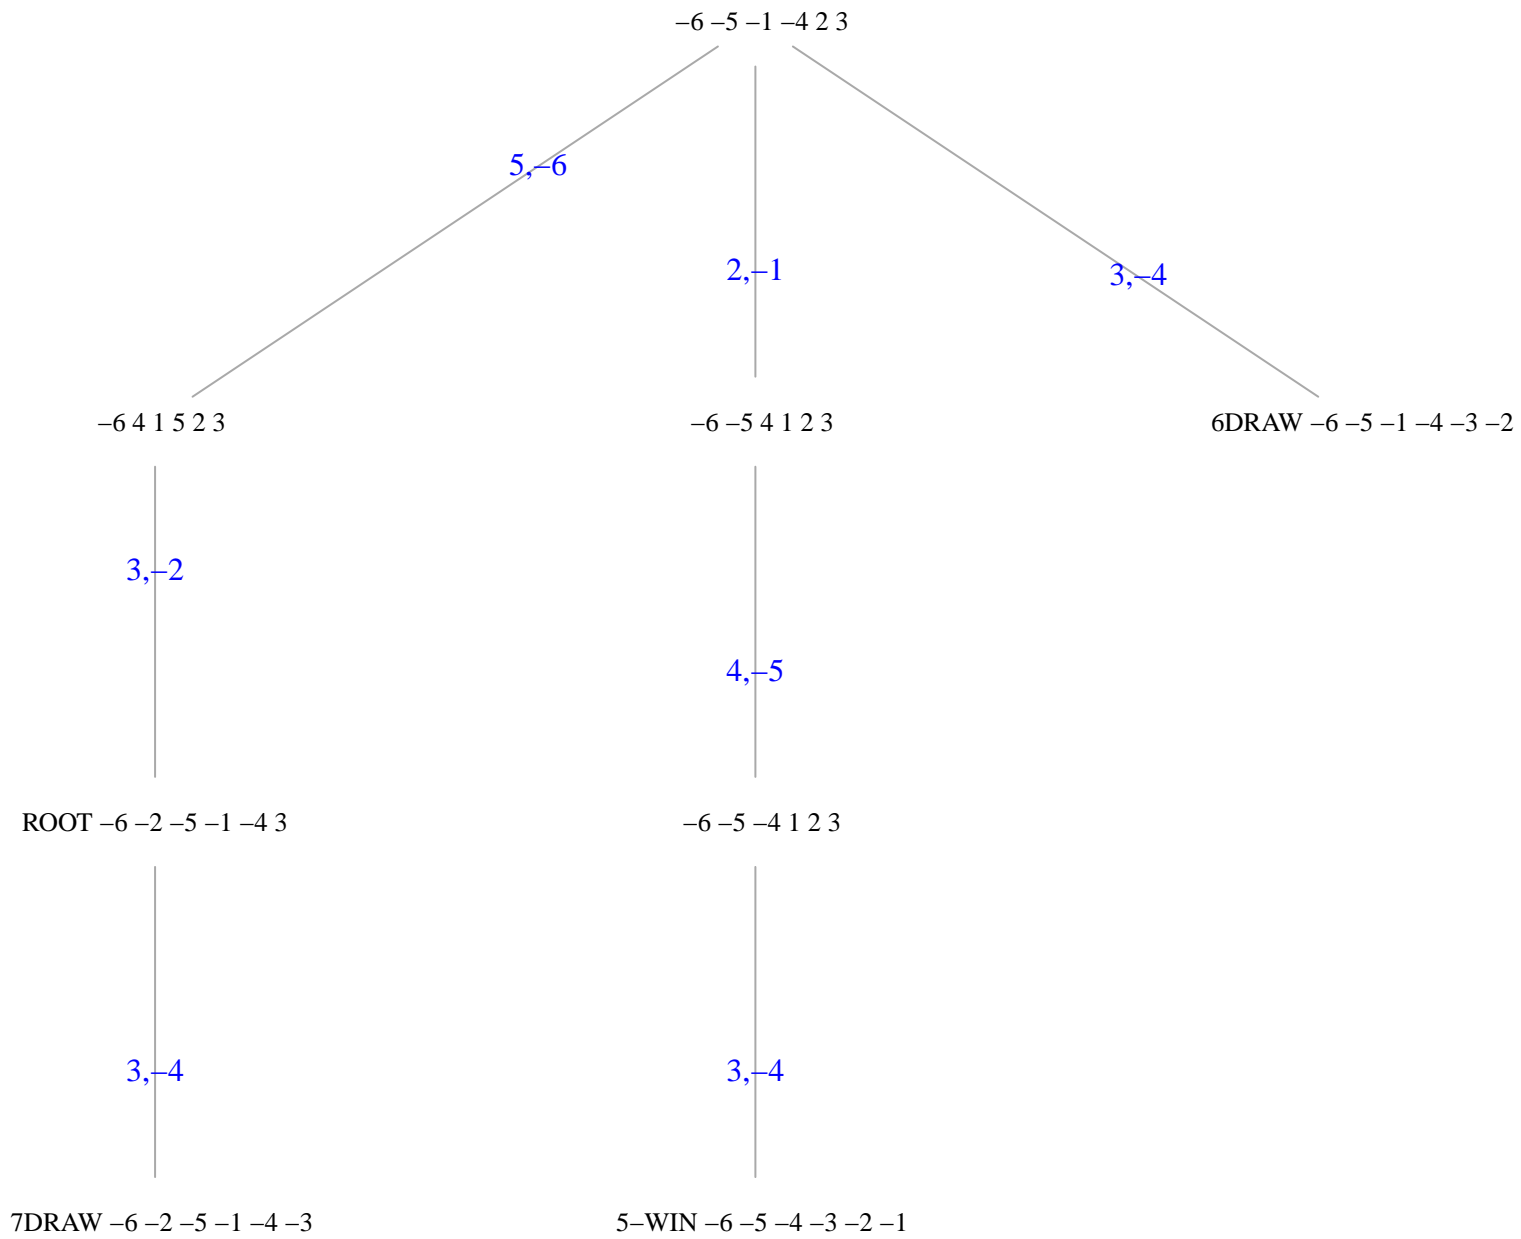 −6 −5 −1 −4 2 3
5,−6
2,−1
3,−4
−6 4 1 5 2 3
−6 −5 4 1 2 3
6DRAW −6 −5 −1 −4 −3 −2
3,−2
4,−5
ROOT −6 −2 −5 −1 −4 3
−6 −5 −4 1 2 3
3,−4
3,−4
7DRAW −6 −2 −5 −1 −4 −3
5−WIN −6 −5 −4 −3 −2 −1